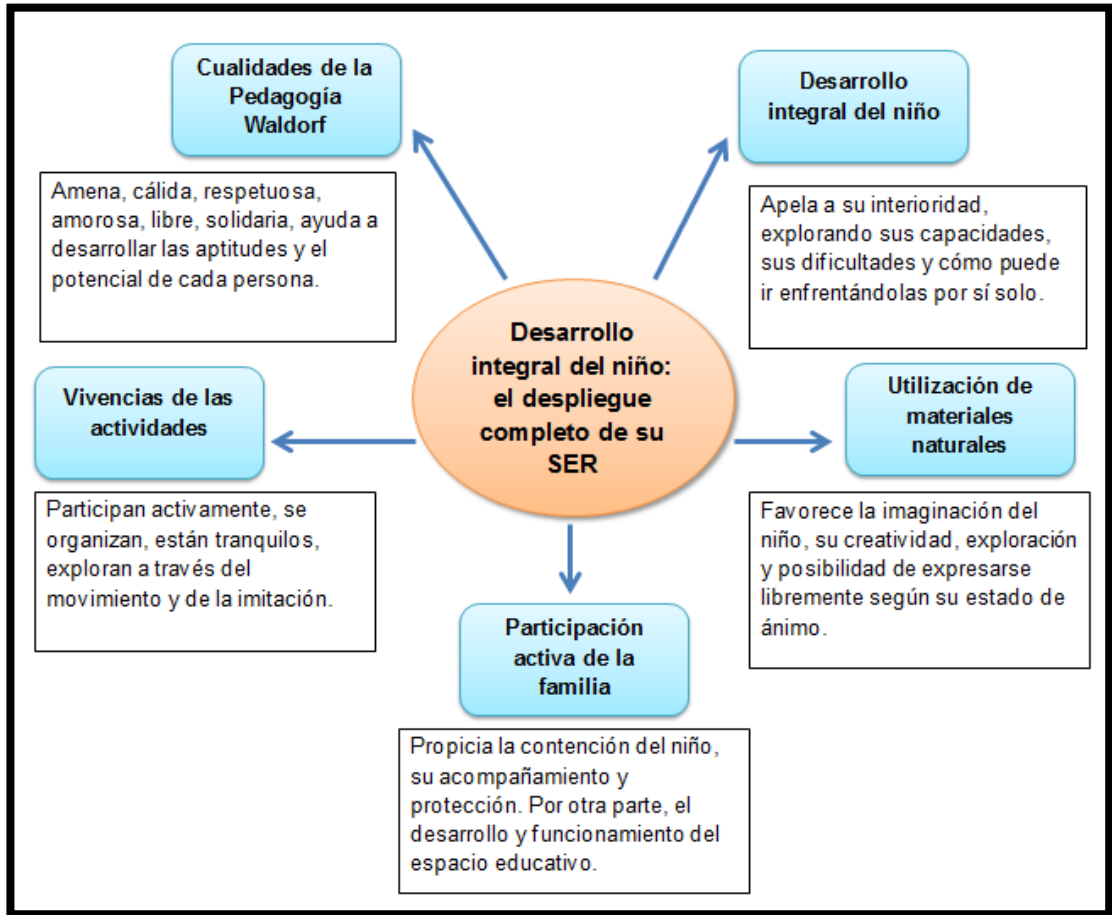 Cualidades de la
Pedagogía
Waldorf
Amena, cálida, respetuosa,
amorosa, libre, solidaria, ayuda a
desarrollar las aptitudes y el
potencial de cada persona.
Desarrollo
integral del niño
Apela a su interioridad,
explorando sus capacidades,
sus dificultades y cómo puede
ir enfrentándolas por sí solo.
Desarrollo
integral del niño:
el despliegue
completo de su
SER
Vivencias de las
actividades
Participan activamente, se
organizan, están tranquilos,
exploran a través del
movimiento y de la imitación.
Utilización de
materiales
naturales
Favorece la imaginación del
niño, su creatividad, exploración
y posibilidad de expresarse
libremente según su estado de
ánimo.
Participación
activa de la
familia
Propicia la contención del niño,
su acompañamiento y
protección. Por otra parte, el
desarrollo y funcionamiento del
espacio educativo.